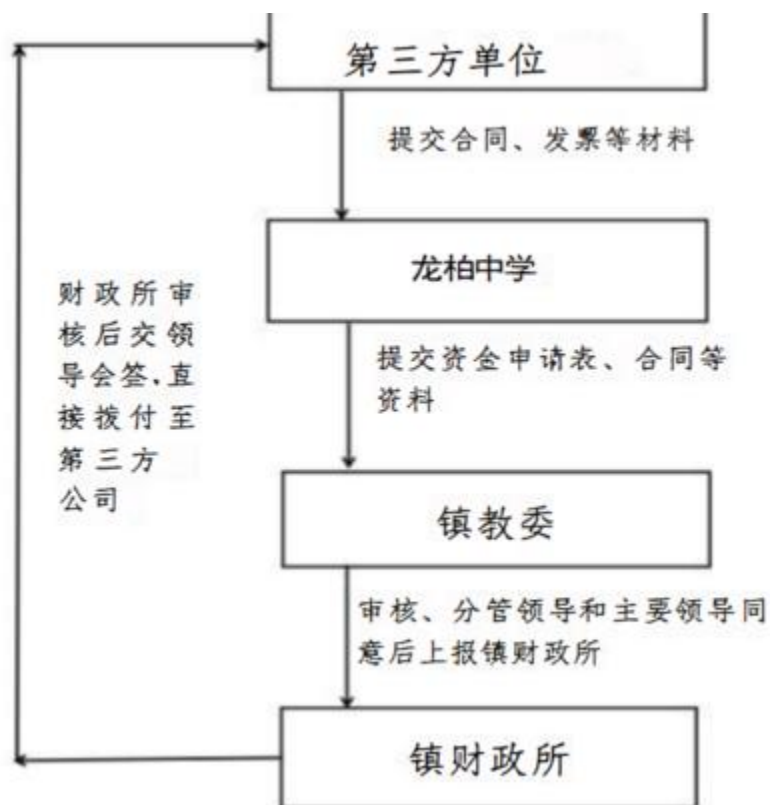 第三方单位
提交合同、发票等材料
龙柏中学
财政所审
核后交领
导会签,直
接拨付至
第三方
公司
提交资金申请表、合同等
资料
镇教委
审核、分管领导和主要领导同
意后上报镇财政所
镇财政所